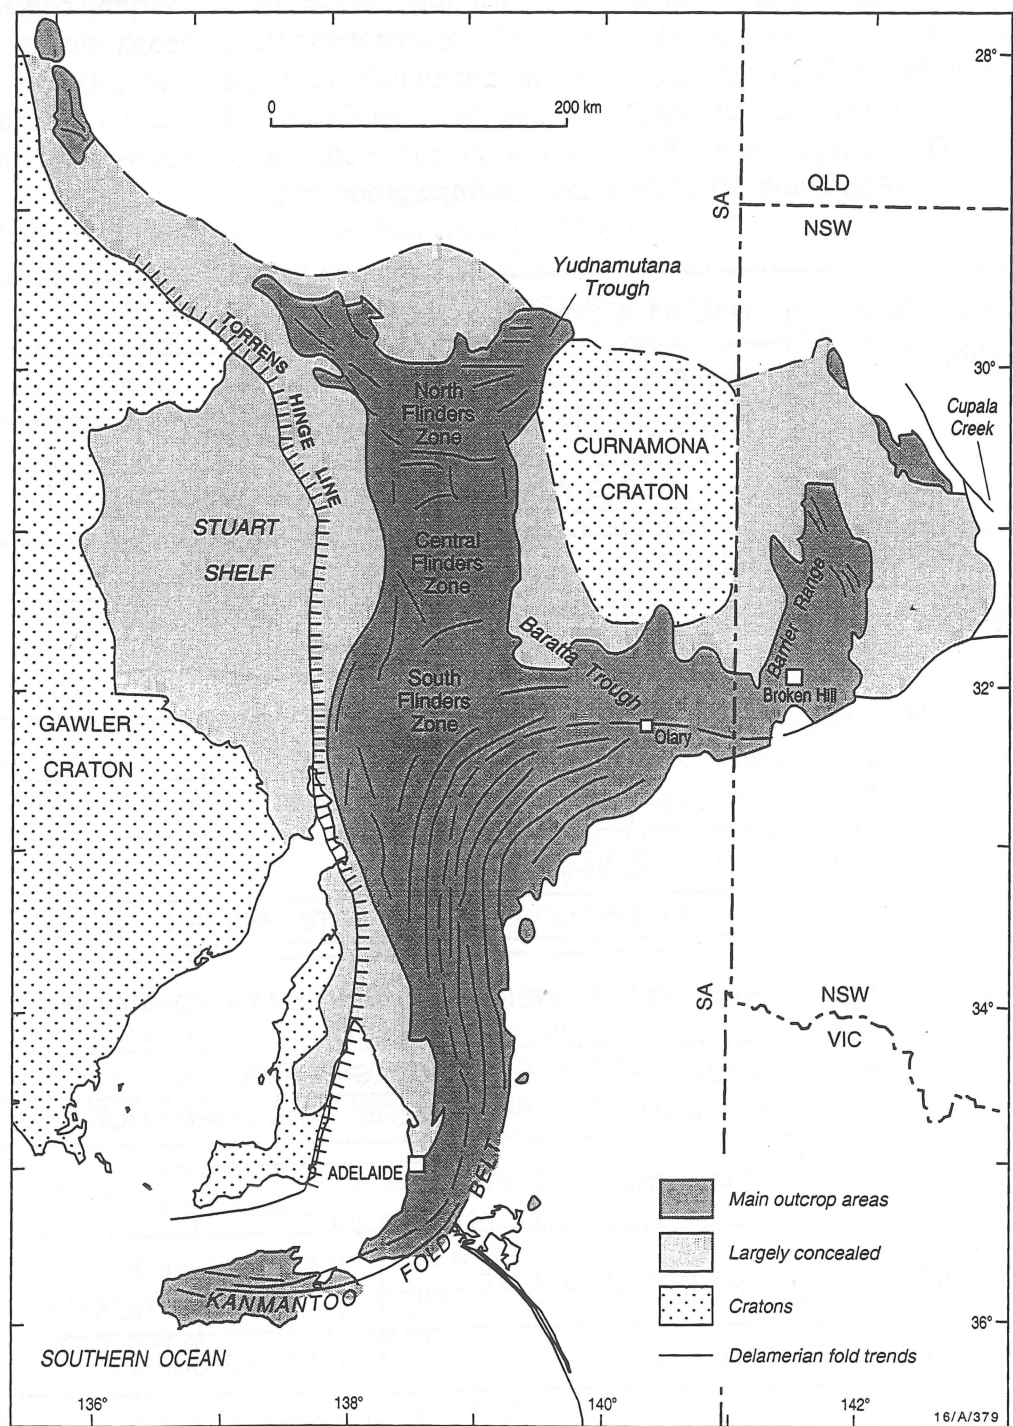 28°
0
200 km
QLD
SA
NSW
Yudnamutana
Trough
TORRENS
HINGE
LINE
30°
North
Flinders
Zone
Cupala
Creek
CURNAMONA
CRATON
STUART
SHELF
Central
Flinders
Zone
Barrier Range
Baratta Trough
South
Flinders
Zone
32°
Broken Hill
Olary
GAWLER
CRATON
SA
NSW
VIC
34°
ADELAIDE
KANMANTOO
FOLD
BELT
Main outcrop areas
Largely concealed
Cratons
Delamerian fold trends
36°
SOUTHERN OCEAN
136°
138°
140°
142°
16/A/379